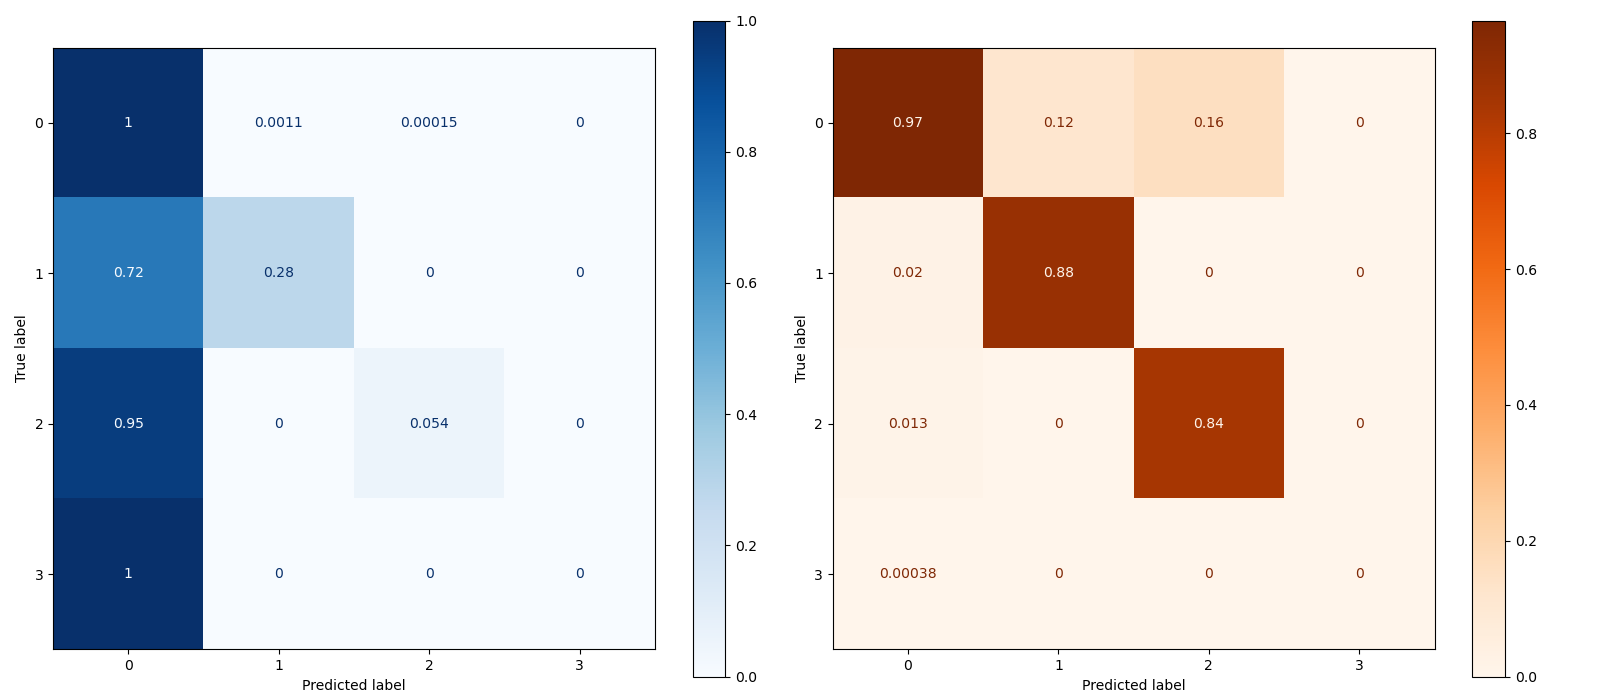 1.0
0 1 0.0011 0.00015 0
0.8
1 0.72 0.28 0 0
0.6
0.4
2 0.95 0 0.054 0
0.2
3 1 0 0 0
0.0
0 1 2 3
True label
Predicted label
0 0.97 0.12 0.16 0
0.8
1 0.02 0.88 0 0
0.6
0.4
2 0.013 0 0.84 0
0.2
3 0.00038 0 0 0
0.0
0 1 2 3
True label
Predicted label